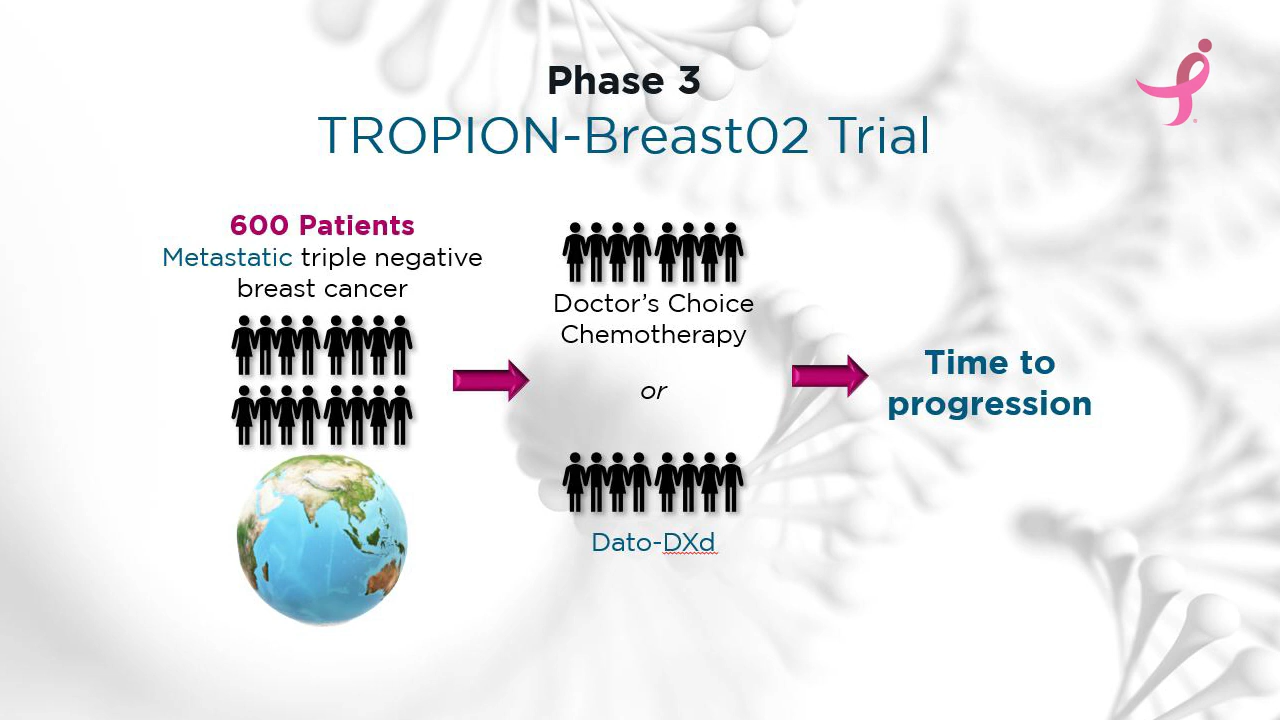 Phase 3
TROPION-Breast02 Trial
600 Patients
Metastatic triple negative
breast cancer
Doctor’s Choice
Chemotherapy
or
Dato-DXd
Time to
progression